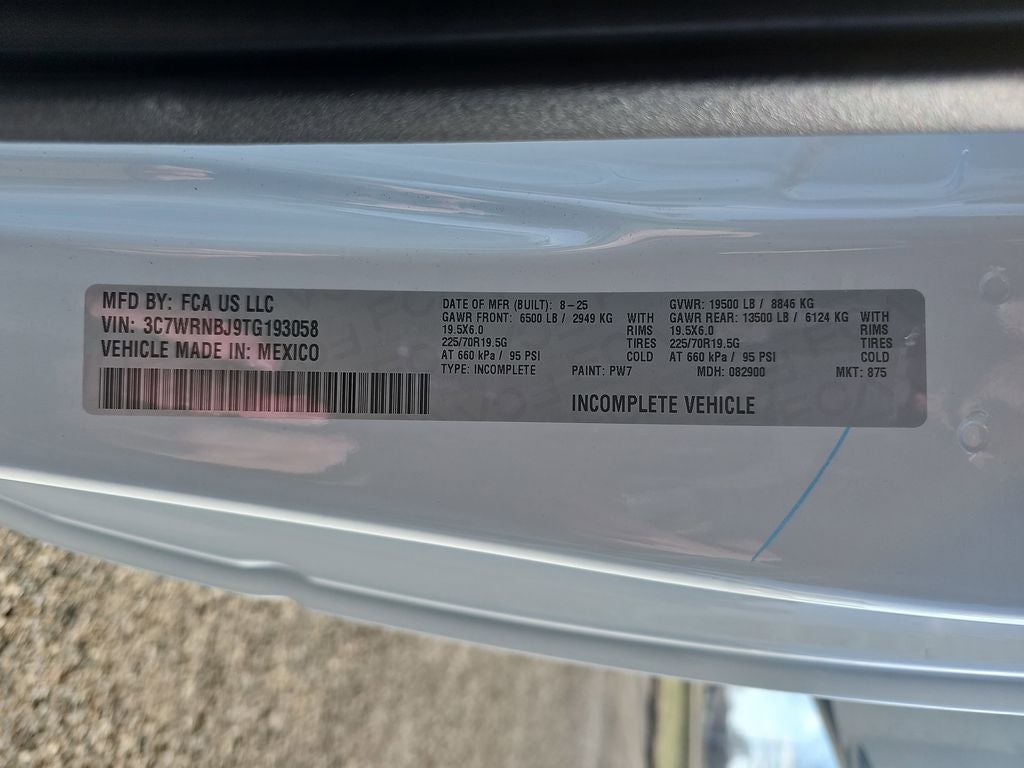 MFD BY: FCA US LLC
VIN: 3C7WRNBJ9TG193058
VEHICLE MADE IN: MEXICO
DATE OF MFR (BUILT): 8-25
GAWR FRONT: 6500 LB / 2949 KG WITH
19.5X6.0 RIMS
225/70R19.5G TIRES
AT 660 kPa / 95 PSI COLD
TYPE: INCOMPLETE
GVWR: 19500 LB / 8846 KG
GAWR REAR: 13500 LB / 6124 KG WITH
19.5X6.0 RIMS
225/70R19.5G TIRES
AT 660 kPa / 95 PSI COLD
PAINT: PW7 MDH: 082900 MKT: 875
INCOMPLETE VEHICLE